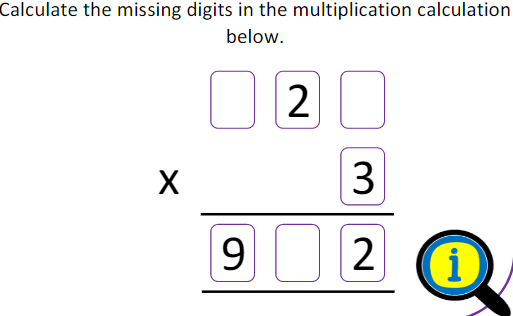 Calculate the missing digits in the multiplication calculation
below.
2
x 3
9 2
i